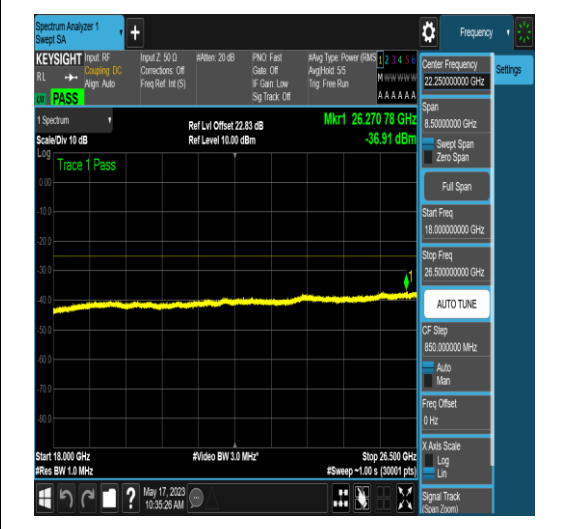 Spectrum Analyzer 1
Swept SA
+
Frequency
KEYSIGHT
RL
Input: RF
Coupling: DC
Align: Auto
Input Z: 50 Ω
Corrections: Off
Freq Ref: Int (S)
#Atten: 20 dB
PNO: Fast
Gate: Off
IF Gain: Low
Sig Track: Off
#Avg Type: Power (RMS
Avg|Hold: 5/5
Trig: Free Run
1 2 3 4 5 6
M W W W W W
A A A A A A
LXI
PASS
1 Spectrum
Scale/Div 10 dB
Ref Lvl Offset 22.83 dB
Ref Level 10.00 dBm
Mkr1 26.270 78 GHz
-36.91 dBm
Log
Trace 1 Pass
0.00
-10.0
-20.0
-30.0
-40.0
-50.0
-60.0
-70.0
-80.0
1
Start 18.000 GHz
#Res BW 1.0 MHz
#Video BW 3.0 MHz*
Stop 26.500 GHz
#Sweep ~1.00 s (30001 pts)
Center Frequency
22.250000000 GHz
Settings
Span
8.50000000 GHz
Swept Span
Zero Span
Full Span
Start Freq
18.000000000 GHz
Stop Freq
26.500000000 GHz
AUTO TUNE
CF Step
850.000000 MHz
Auto
Man
Freq Offset
0 Hz
X Axis Scale
Log
Lin
Signal Track
(Span Zoom)
?
May 17, 2023
10:35:26 AM